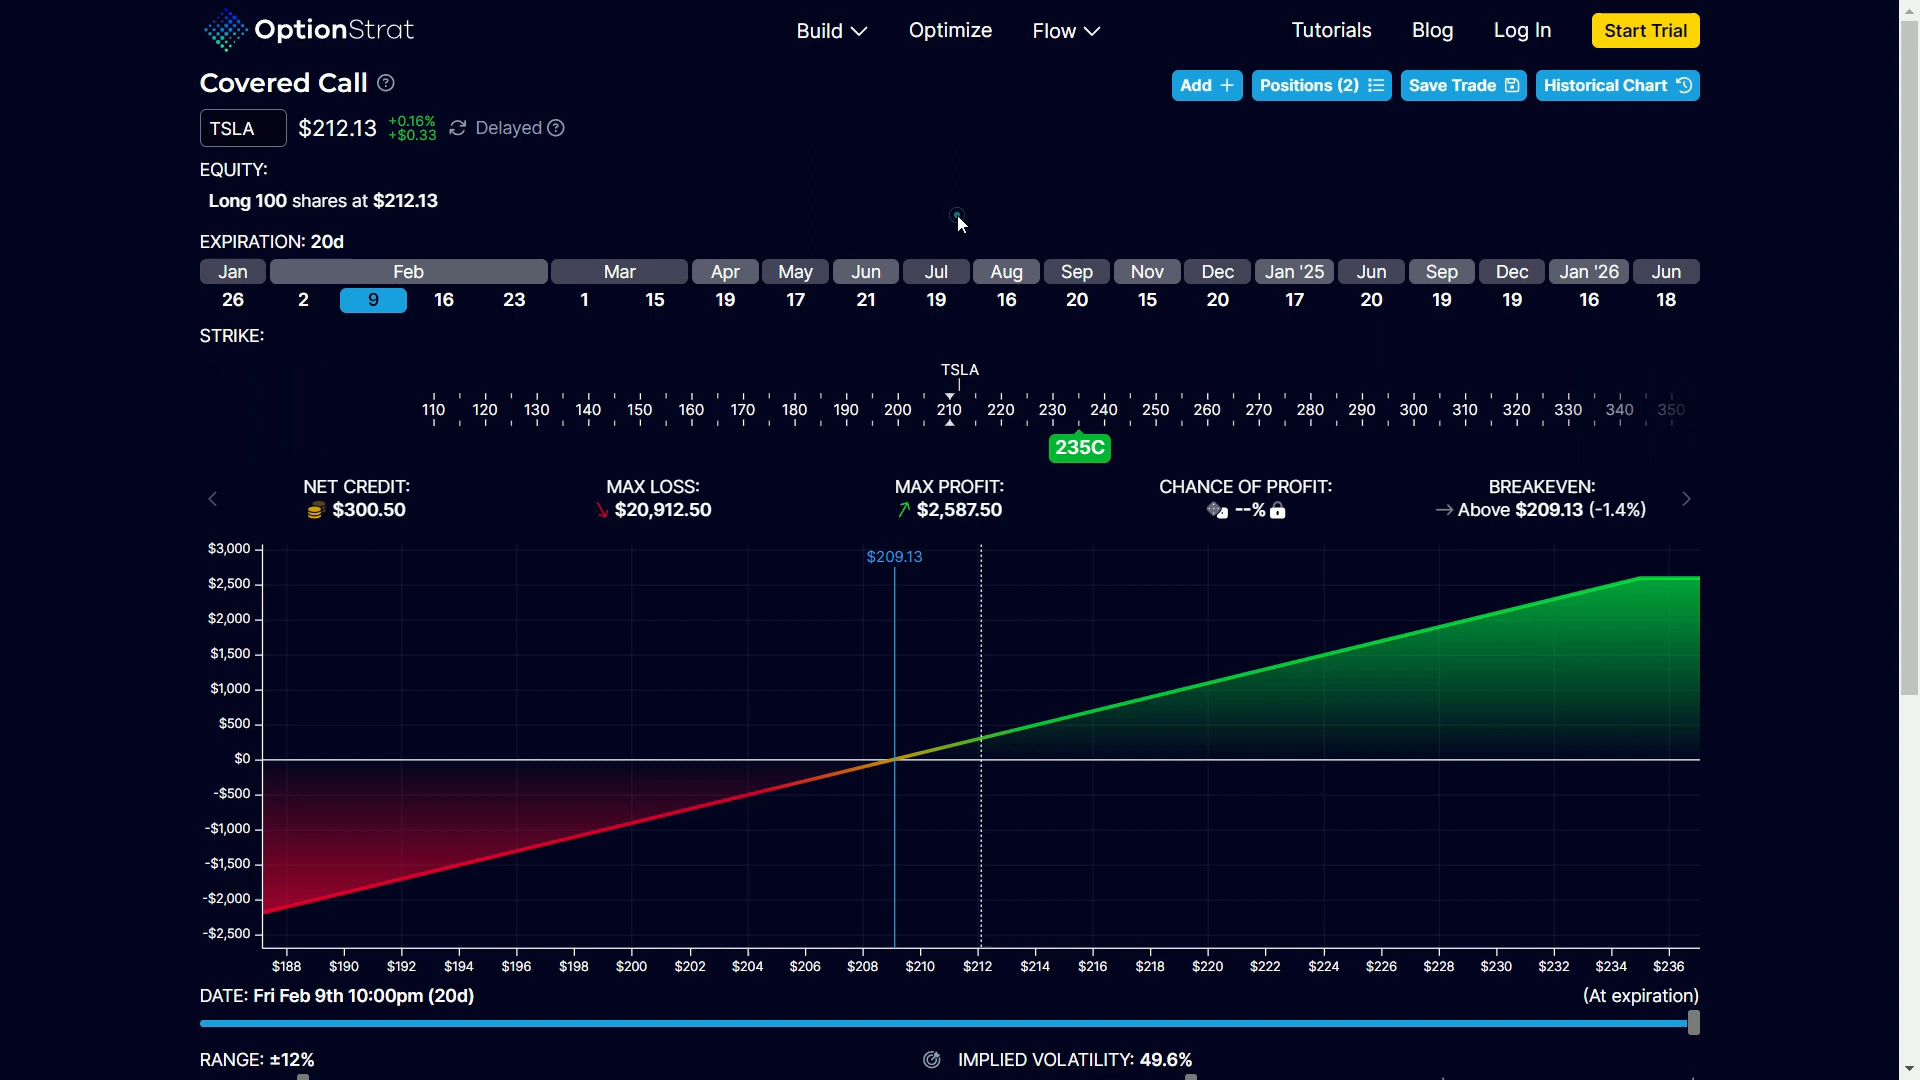 OptionStrat
Build
Optimize
Flow
Tutorials
Blog
Log In
Start Trial
Covered Call ?
Add +
Positions (2)
Save Trade
Historical Chart
TSLA
$212.13
+0.16%
+$0.33
Delayed ?
EQUITY:
Long 100 shares at $212.13
EXPIRATION: 20d
Jan Feb Mar Apr May Jun Jul Aug Sep Nov Dec Jan '25 Jun Sep Dec Jan '26 Jun
26 2 9 16 23 1 15 19 17 21 19 16 20 15 20 17 20 19 19 16 18
STRIKE:
TSLA
110 120 130 140 150 160 170 180 190 200 210 220 230 240 250 260 270 280 290 300 310 320 330 340 350
235C
NET CREDIT: MAX LOSS: MAX PROFIT: CHANCE OF PROFIT: BREAKEVEN:
$300.50 $20,912.50 $2,587.50 --% Above $209.13 (-1.4%)
$209.13
$3,000
$2,500
$2,000
$1,500
$1,000
$500
$0
-$500
-$1,000
-$1,500
-$2,000
-$2,500
$188 $190 $192 $194 $196 $198 $200 $202 $204 $206 $208 $210 $212 $214 $216 $218 $220 $222 $224 $226 $228 $230 $232 $234 $236
DATE: Fri Feb 9th 10:00pm (20d)
(At expiration)
RANGE: ±12%
IMPLIED VOLATILITY: 49.6%